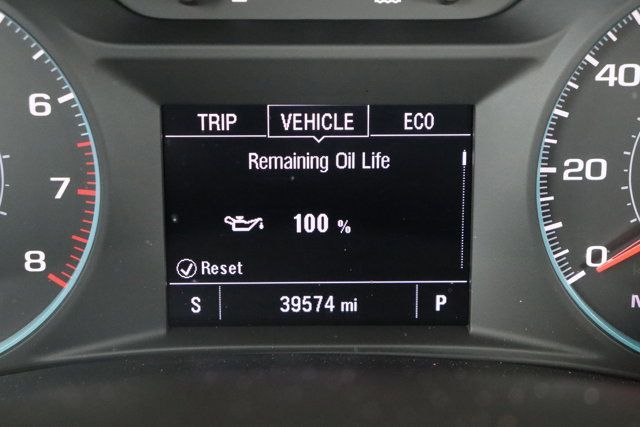 TRIP VEHICLE ECO
Remaining Oil Life
100 %
Reset
S 39574 mi P
6
7
8
40
20
0
M